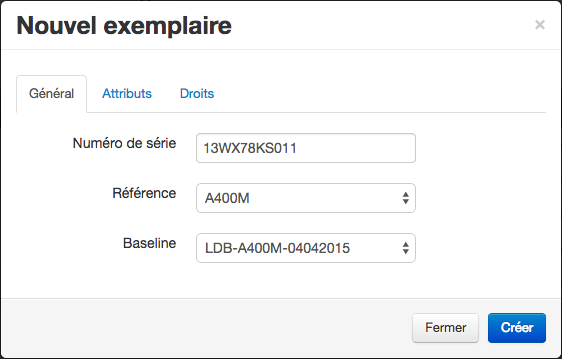 Nouvel exemplaire ×
Général Attributs Droits
Numéro de série 13WX78KS011
Référence A400M
Baseline LDB-A400M-04042015
Fermer Créer